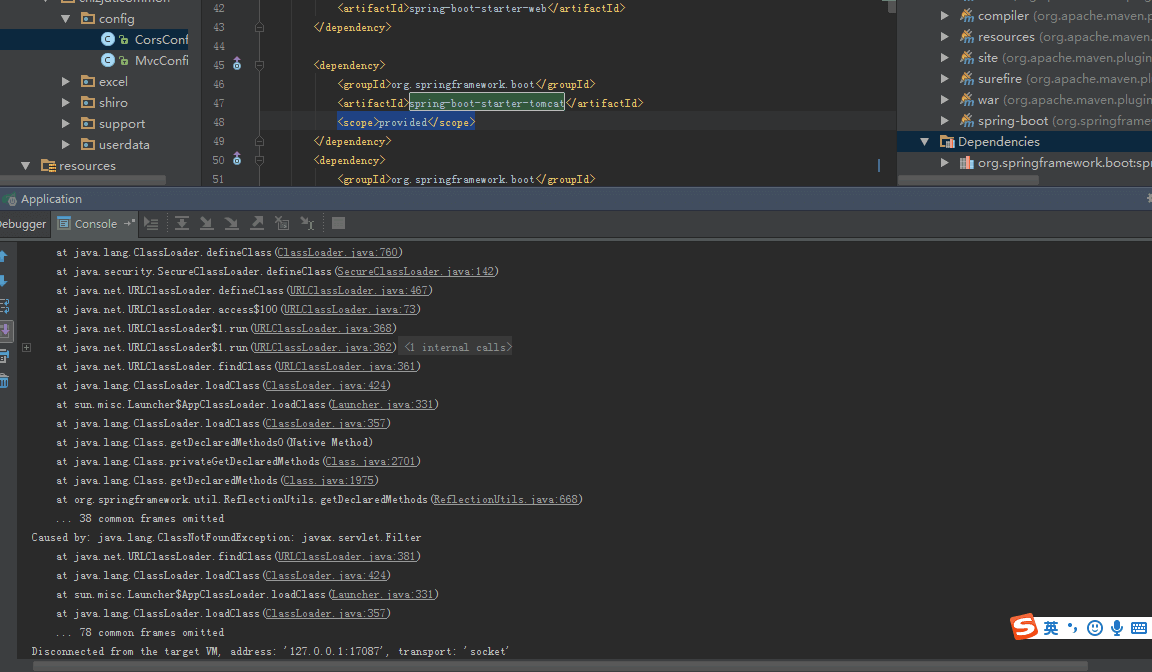 config
CorsConf
MvcConfi
excel
shiro
support
userdata
resources
42 <artifactId>spring-boot-starter-web</artifactId>
43 </dependency>
44
45 <dependency>
46 <groupId>org.springframework.boot</groupId>
47 <artifactId>spring-boot-starter-tomcat</artifactId>
48 <scope>provided</scope>
49 </dependency>
50 <dependency>
51 <groupId>org.springframework.boot</groupId>
compiler (org.apache.maven.p
resources (org.apache.maven.
site (org.apache.maven.plugin
surefire (org.apache.maven.pl
war (org.apache.maven.plugin
spring-boot (org.springframew
Dependencies
org.springframework.boot:spr
Application
Debugger Console
at java.lang.ClassLoader.defineClass(ClassLoader.java:760)
at java.security.SecureClassLoader.defineClass(SecureClassLoader.java:142)
at java.net.URLClassLoader.defineClass(URLClassLoader.java:467)
at java.net.URLClassLoader.access$100(URLClassLoader.java:73)
at java.net.URLClassLoader$1.run(URLClassLoader.java:368)
at java.net.URLClassLoader$1.run(URLClassLoader.java:362) <1 internal calls>
at java.net.URLClassLoader.findClass(URLClassLoader.java:361)
at java.lang.ClassLoader.loadClass(ClassLoader.java:424)
at sun.misc.Launcher$AppClassLoader.loadClass(Launcher.java:331)
at java.lang.ClassLoader.loadClass(ClassLoader.java:357)
at java.lang.Class.getDeclaredMethods0(Native Method)
at java.lang.Class.privateGetDeclaredMethods(Class.java:2701)
at java.lang.Class.getDeclaredMethods(Class.java:1975)
at org.springframework.util.ReflectionUtils.getDeclaredMethods(ReflectionUtils.java:668)
... 38 common frames omitted
Caused by: java.lang.ClassNotFoundException: javax.servlet.Filter
at java.net.URLClassLoader.findClass(URLClassLoader.java:381)
at java.lang.ClassLoader.loadClass(ClassLoader.java:424)
at sun.misc.Launcher$AppClassLoader.loadClass(Launcher.java:331)
at java.lang.ClassLoader.loadClass(ClassLoader.java:357)
... 78 common frames omitted
Disconnected from the target VM, address: '127.0.0.1:17087', transport: 'socket'
英